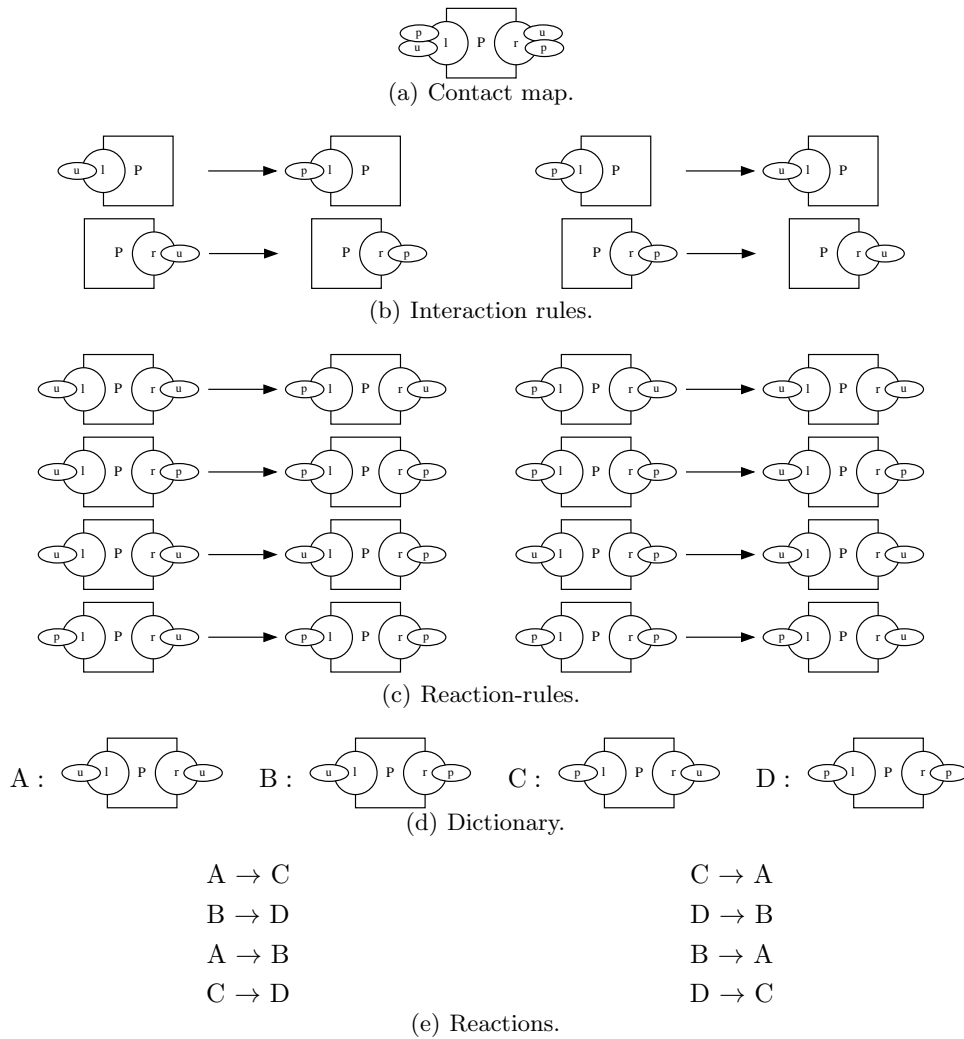 p l P r u
u p
(a) Contact map.
u l P p l P p l P u l P
P r u P r p P r p P r u
(b) Interaction rules.
u l P r u p l P r u p l P r u u l P r u
u l P r p p l P r p p l P r p u l P r p
u l P r u u l P r p u l P r p u l P r u
p l P r u p l P r p p l P r p p l P r u
(c) Reaction-rules.
A : u l P r u B : u l P r p C : p l P r u D : p l P r p
(d) Dictionary.
A → C C → A
B → D D → B
A → B B → A
C → D D → C
(e) Reactions.